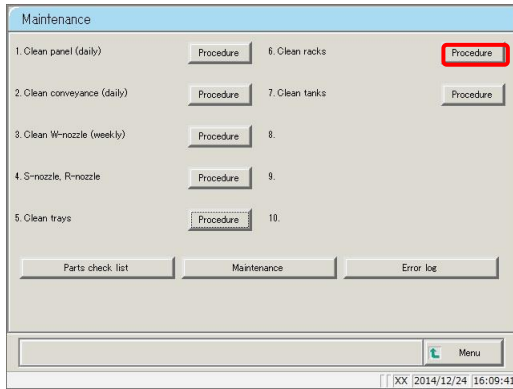 Maintenance
1. Clean panel (daily) Procedure 6. Clean racks Procedure
2. Clean conveyance (daily) Procedure 7. Clean tanks Procedure
3. Clean W-nozzle (weekly) Procedure 8.
4. S-nozzle, R-nozzle Procedure 9.
5. Clean trays Procedure 10.
Parts check list Maintenance Error log
Menu
XX 2014/12/24 16:09:41